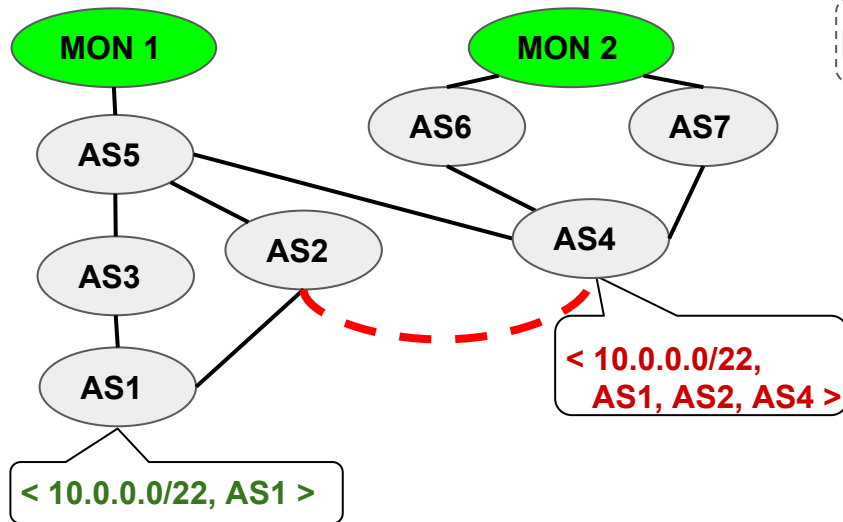 MON 1
MON 2
AS6
AS7
AS5
AS2
AS4
AS3
AS1
< 10.0.0.0/22,
AS1, AS2, AS4 >
< 10.0.0.0/22, AS1 >